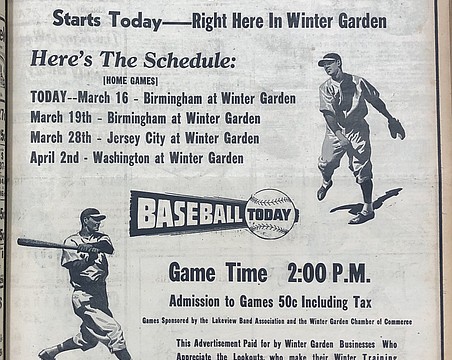 Starts Today—Right Here In Winter Garden
Here's The Schedule:
[HOME GAMES]
TODAY--March 16 - Birmingham at Winter Garden
March 19th - Birmingham at Winter Garden
March 28th - Jersey City at Winter Garden
April 2nd - Washington at Winter Garden
BASEBALL TODAY
Game Time 2:00 P.M.
Admission to Games 50c Including Tax
Games Sponsored by the Lakeview Band Association and the Winter Garden Chamber of Commerce
This Advertisement Paid for by Winter Garden Businesses Who
Appreciate the Lookouts, who make their Winter Training